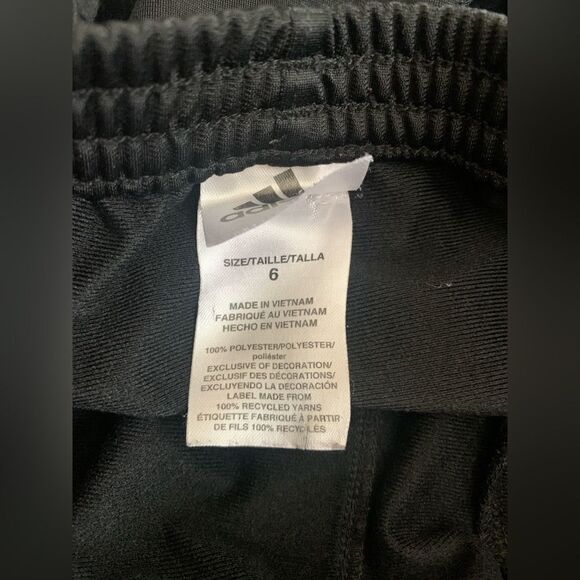 adidas
SIZE/TAILLE/TALLA
6
MADE IN VIETNAM
FABRIQUÉ AU VIETNAM
HECHO EN VIETNAM
100% POLYESTER/POLYESTER/
poliéster
EXCLUSIVE OF DECORATION/
EXCLUSIF DES DÉCORATIONS/
EXCLUYENDO LA DECORACIÓN
LABEL MADE FROM
100% RECYCLED YARNS
ÉTIQUETTE FABRIQUÉ À PARTIR
DE FILS 100% RECYCLÉS